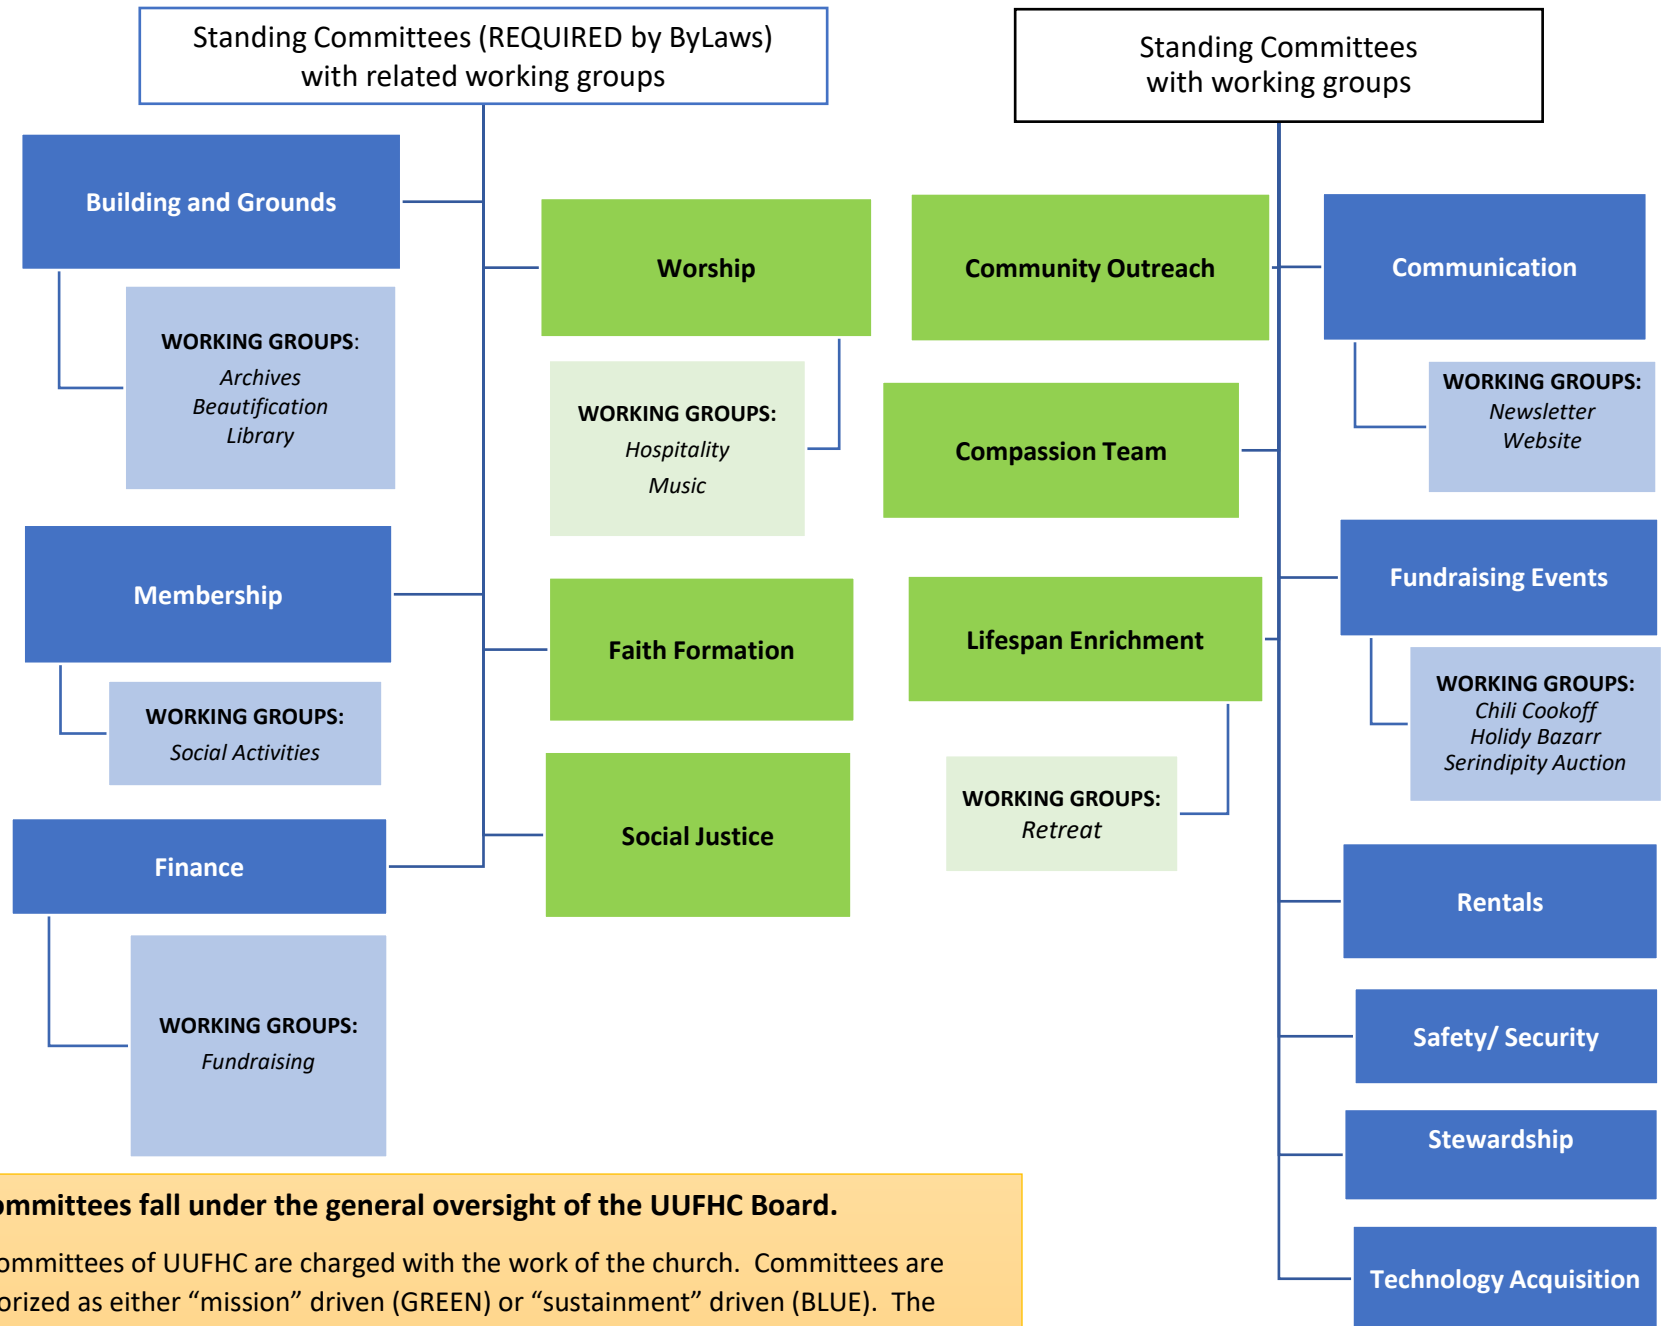 Standing Committees (REQUIRED by ByLaws)
with related working groups
Building and Grounds
WORKING GROUPS:
Archives
Beautification
Library
Worship
WORKING GROUPS:
Hospitality
Music
Membership
WORKING GROUPS:
Social Activities
Faith Formation
Finance
WORKING GROUPS:
Fundraising
Social Justice
Standing Committees
with working groups
Community Outreach
Communication
WORKING GROUPS:
Newsletter
Website
Compassion Team
Fundraising Events
WORKING GROUPS:
Chili Cookoff
Holidy Bazarr
Serindipity Auction
Lifespan Enrichment
WORKING GROUPS:
Retreat
Rentals
Safety/ Security
Stewardship
Technology Acquisition
fall under the general oversight of the UUFHC Board.
of UUFHC are charged with the work of the church. Committees are
as either “mission” driven (GREEN) or “sustainment” driven (BLUE). The